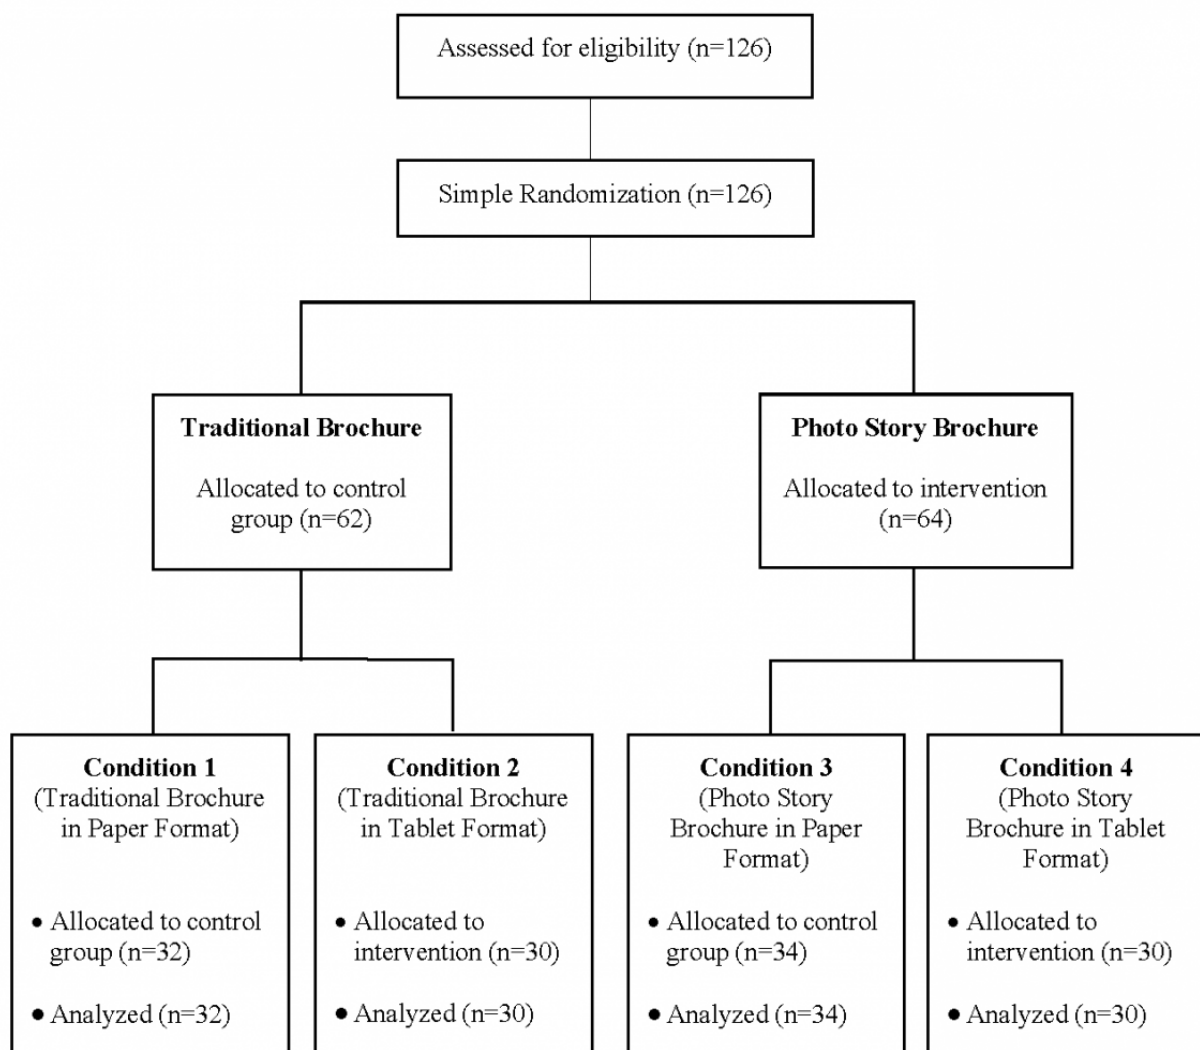 Assessed for eligibility (n=126)
Simple Randomization (n=126)
Traditional Brochure
Allocated to control
group (n=62)
Photo Story Brochure
Allocated to intervention
(n=64)
Condition 1
(Traditional Brochure
in Paper Format)
• Allocated to control
group (n=32)
• Analyzed (n=32)
Condition 2
(Traditional Brochure
in Tablet Format)
• Allocated to
intervention (n=30)
• Analyzed (n=30)
Condition 3
(Photo Story
Brochure in Paper
Format)
• Allocated to control
group (n=34)
• Analyzed (n=34)
Condition 4
(Photo Story
Brochure in Tablet
Format)
• Allocated to
intervention (n=30)
• Analyzed (n=30)